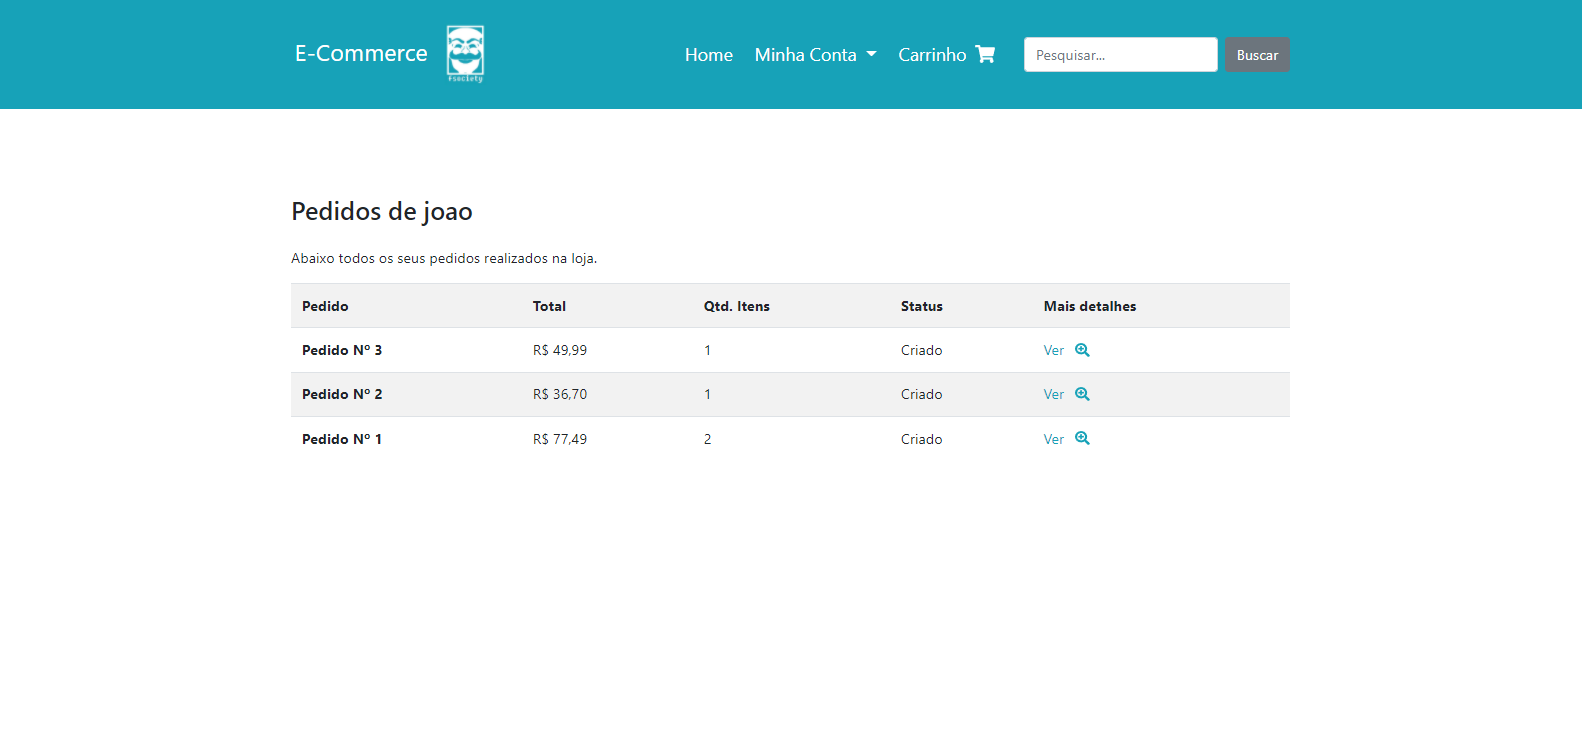 E-Commerce
fsociety
Home Minha Conta Carrinho Pesquisar... Buscar
Pedidos de joao
Abaixo todos os seus pedidos realizados na loja.
Pedido Total Qtd. Itens Status Mais detalhes
Pedido Nº 3 R$ 49,99 1 Criado Ver
Pedido Nº 2 R$ 36,70 1 Criado Ver
Pedido Nº 1 R$ 77,49 2 Criado Ver